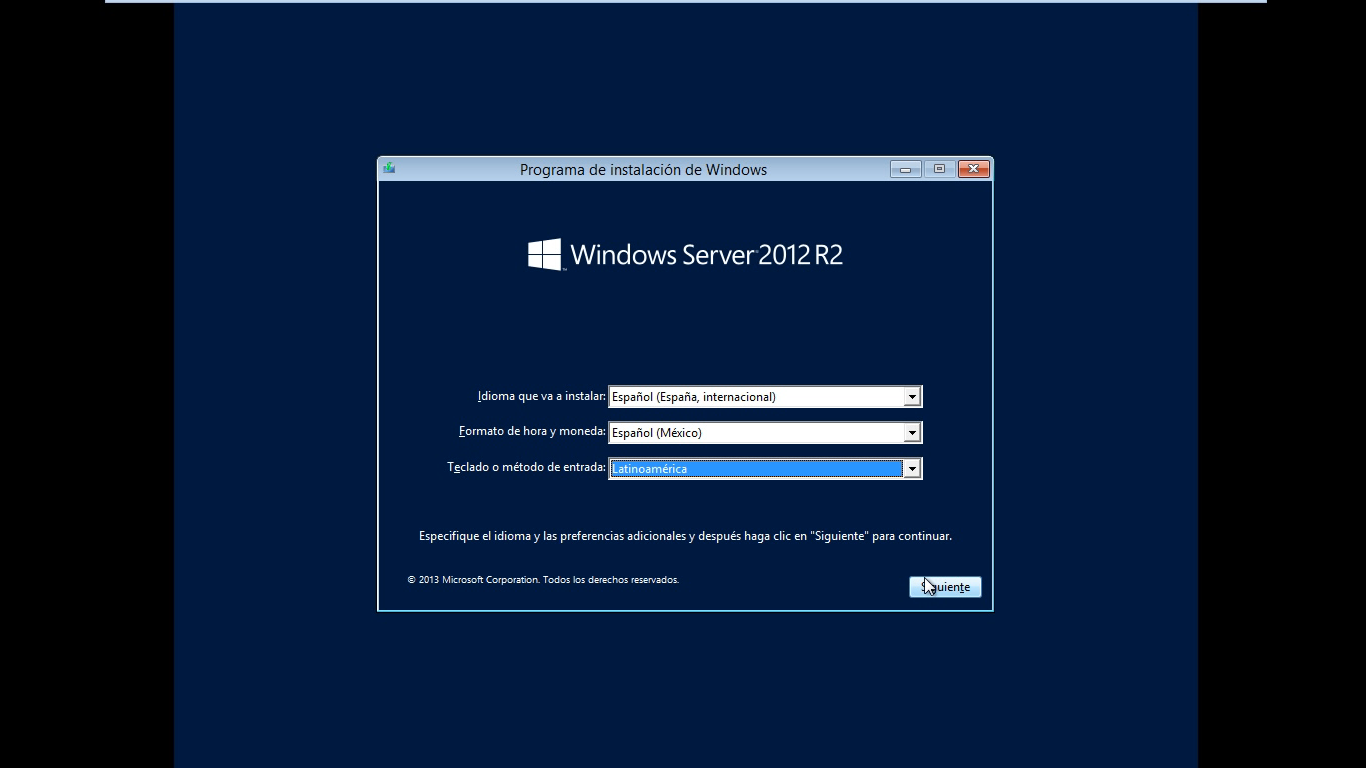 Programa de instalación de Windows
Windows Server 2012 R2
Idioma que va a instalar: Español (España, internacional)
Formato de hora y moneda: Español (México)
Teclado o método de entrada: Latinoamérica
Especifique el idioma y las preferencias adicionales y después haga clic en "Siguiente" para continuar.
© 2013 Microsoft Corporation. Todos los derechos reservados.
Siguiente